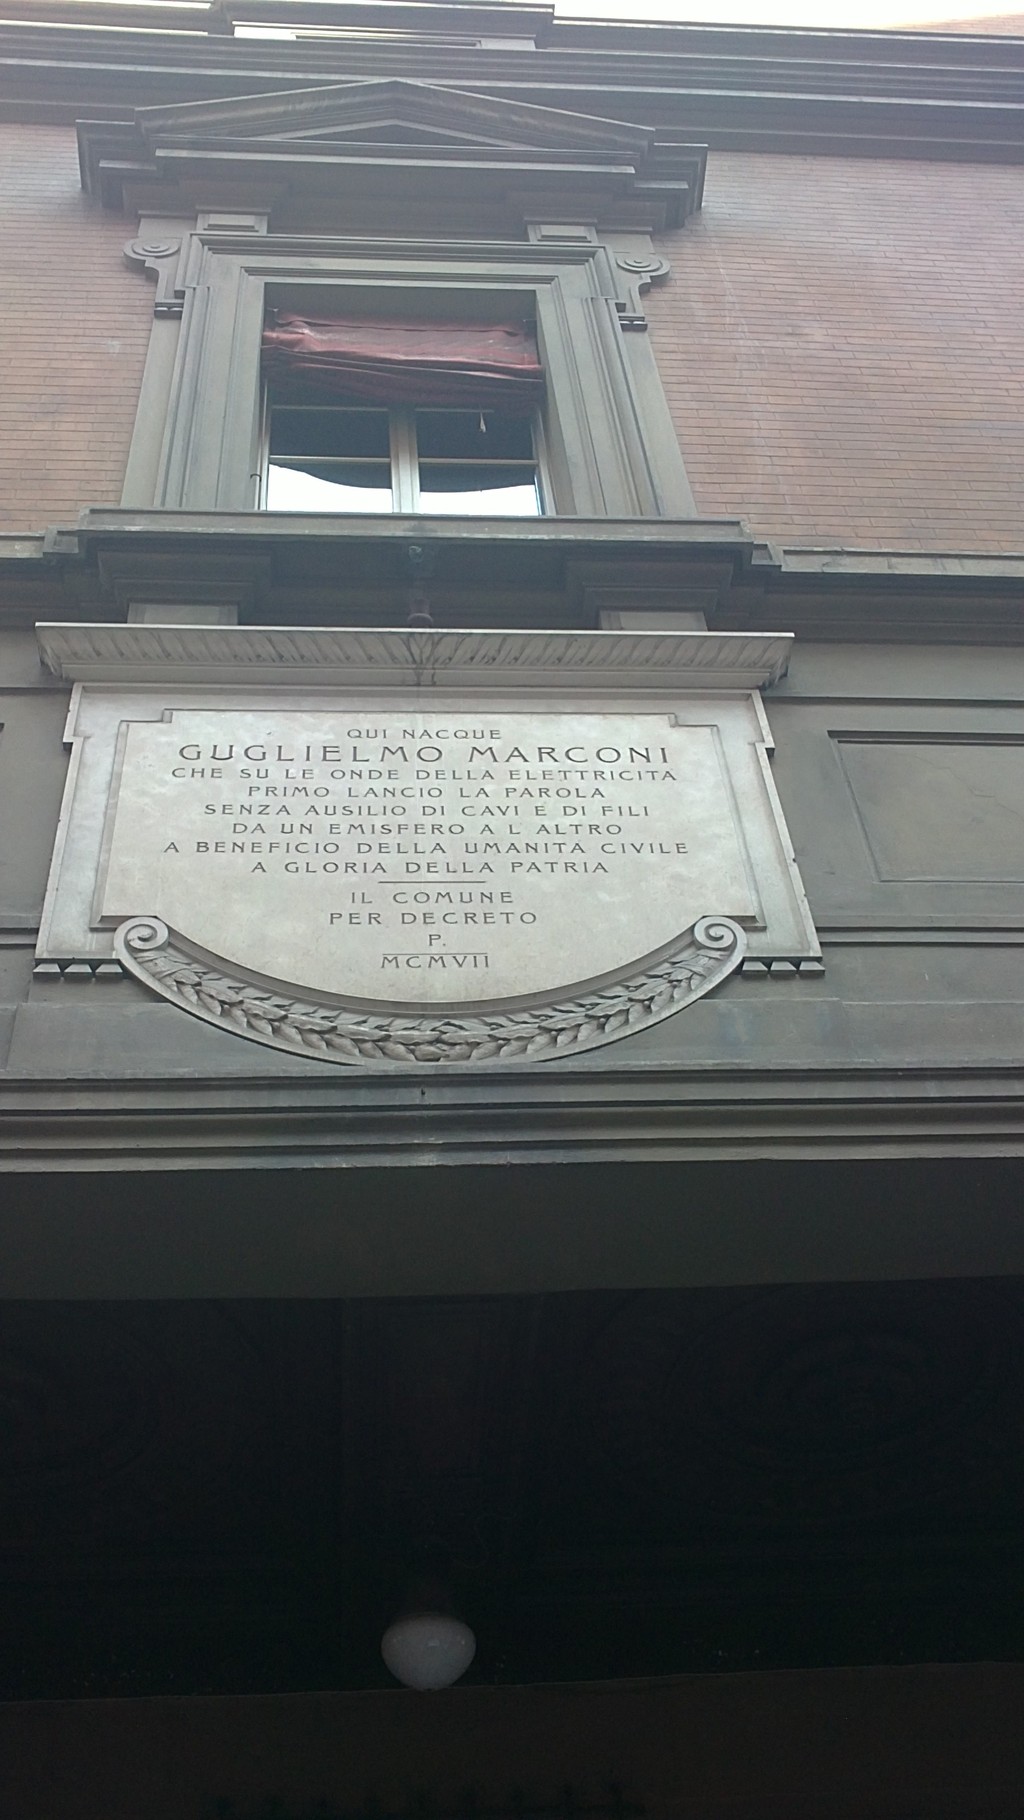 QUI NACQUE
GUGLIELMO MARCONI
CHE SU LE ONDE DELLA ELETTRICITA
PRIMO LANCIO LA PAROLA
SENZA AUSILIO DI CAVI E DI FILI
DA UN EMISFERO A L'ALTRO
A BENEFICIO DELLA UMANITA CIVILE
A GLORIA DELLA PATRIA
IL COMUNE
PER DECRETO
P.
MCMVII